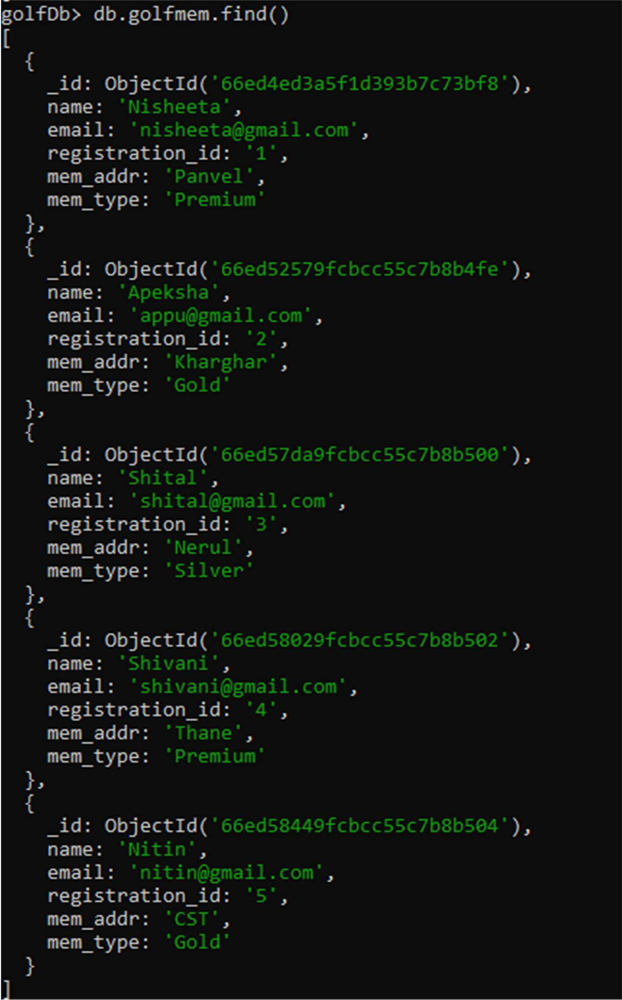 golfDb> db.golfmem.find()
[
  {
    _id: ObjectId('66ed4ed3a5f1d393b7c73bf8'),
    name: 'Nisheeta',
    email: 'nisheeta@gmail.com',
    registration_id: '1',
    mem_addr: 'Panvel',
    mem_type: 'Premium'
  },
  {
    _id: ObjectId('66ed52579fcbcc55c7b8b4fe'),
    name: 'Apeksha',
    email: 'appu@gmail.com',
    registration_id: '2',
    mem_addr: 'Kharghar',
    mem_type: 'Gold'
  },
  {
    _id: ObjectId('66ed57da9fcbcc55c7b8b500'),
    name: 'Shital',
    email: 'shital@gmail.com',
    registration_id: '3',
    mem_addr: 'Nerul',
    mem_type: 'Silver'
  },
  {
    _id: ObjectId('66ed58029fcbcc55c7b8b502'),
    name: 'Shivani',
    email: 'shivani@gmail.com',
    registration_id: '4',
    mem_addr: 'Thane',
    mem_type: 'Premium'
  },
  {
    _id: ObjectId('66ed58449fcbcc55c7b8b504'),
    name: 'Nitin',
    email: 'nitin@gmail.com',
    registration_id: '5',
    mem_addr: 'CST',
    mem_type: 'Gold'
  }
]